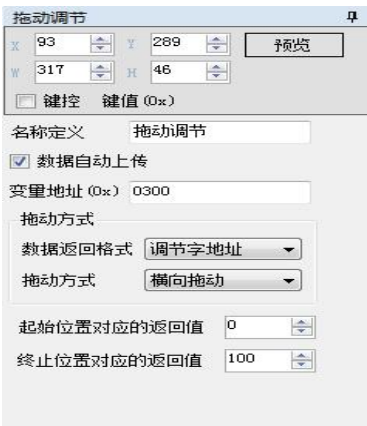 拖动调节
X 93 Y 289 预览
W 317 H 46
键控 键值(0x)
名称定义 拖动调节
数据自动上传
变量地址(0x) 0300
拖动方式
数据返回格式 调节字地址
拖动方式 横向拖动
起始位置对应的返回值 0
终止位置对应的返回值 100